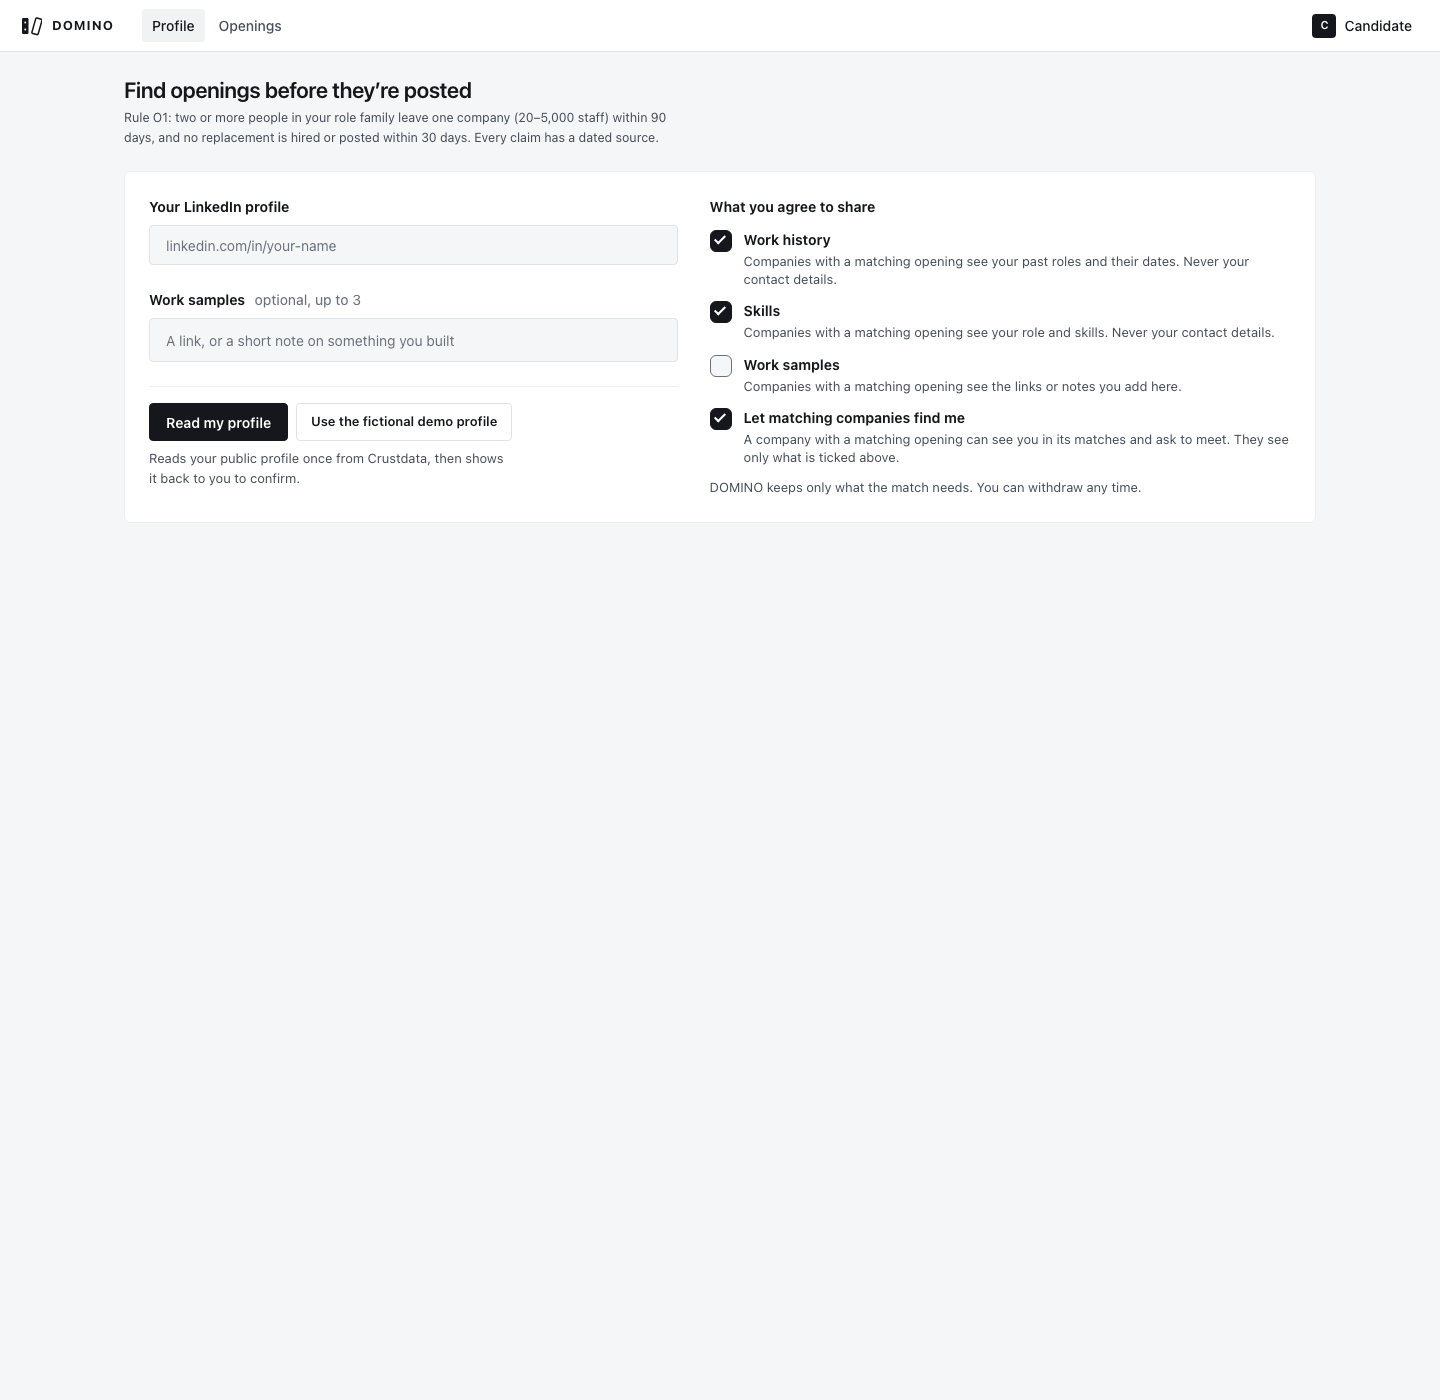 DOMINO
Profile
Openings
C
Candidate
Find openings before they’re posted
Rule O1: two or more people in your role family leave one company (20–5,000 staff) within 90
days, and no replacement is hired or posted within 30 days. Every claim has a dated source.
Your LinkedIn profile
linkedin.com/in/your-name
Work samples optional, up to 3
A link, or a short note on something you built
Read my profile
Use the fictional demo profile
Reads your public profile once from Crustdata, then shows
it back to you to confirm.
What you agree to share
Work history
Companies with a matching opening see your past roles and their dates. Never your
contact details.
Skills
Companies with a matching opening see your role and skills. Never your contact details.
Work samples
Companies with a matching opening see the links or notes you add here.
Let matching companies find me
A company with a matching opening can see you in its matches and ask to meet. They see
only what is ticked above.
DOMINO keeps only what the match needs. You can withdraw any time.